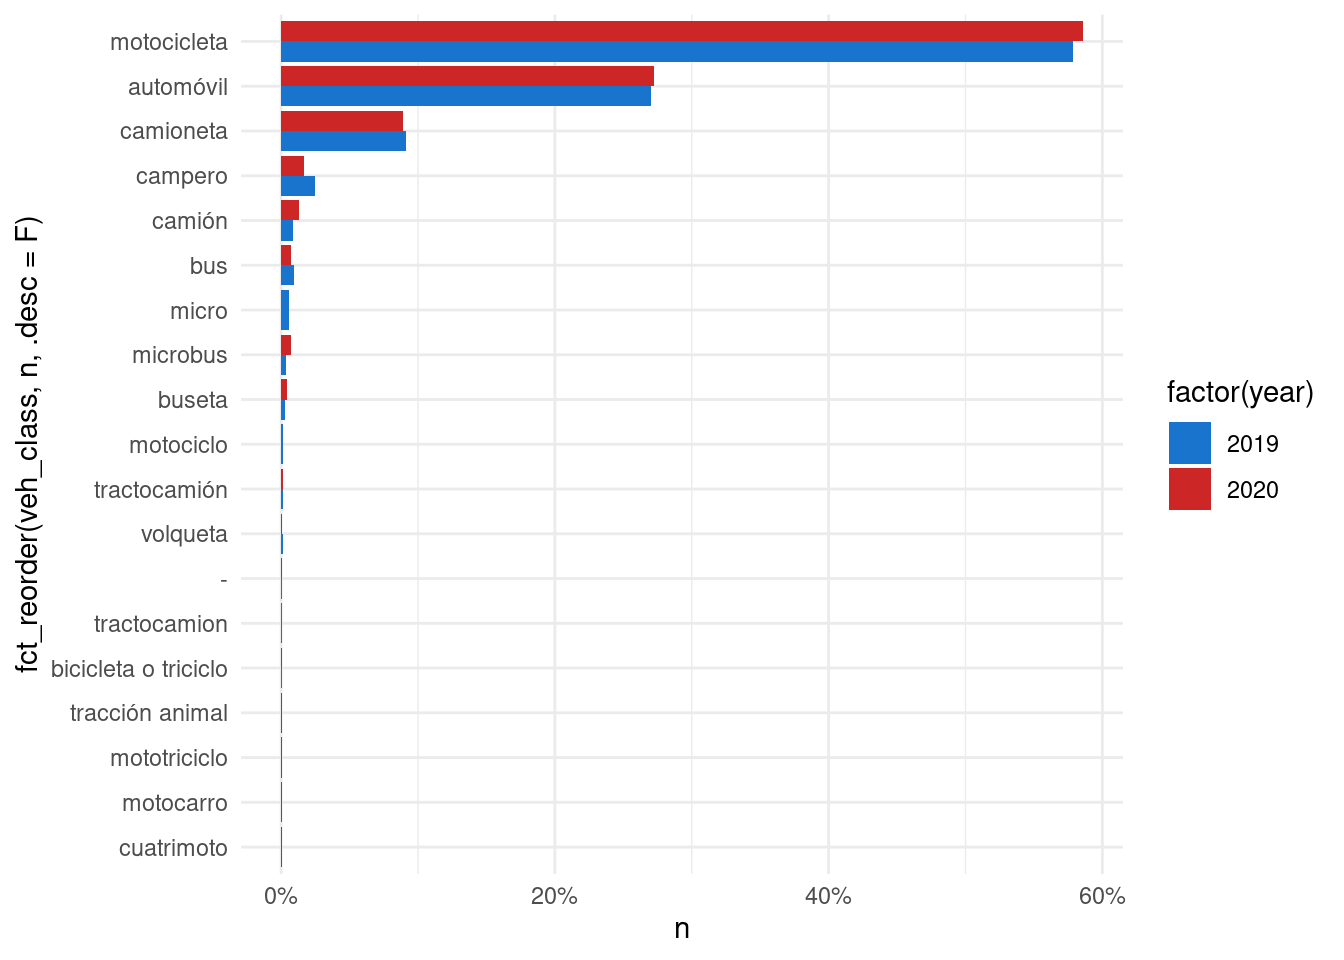 fct_reorder(veh_class, n, .desc = F)
motocicleta
automóvil
camioneta
campero
camión
bus
micro
microbus
buseta
motociclo
tractocamión
volqueta
-
tractocamion
bicicleta o triciclo
tracción animal
mototriciclo
motocarro
cuatrimoto
0% 20% 40% 60%
n
factor(year)
2019
2020